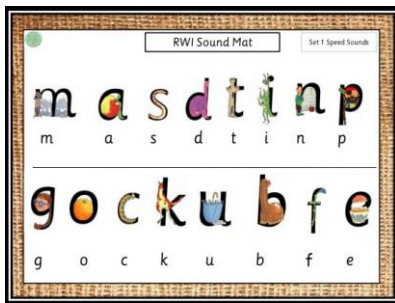 RWI Sound Mat
Set 1 Speed Sounds
m a s d t i n p
m a s d t i n p
g o c k u b f e
g o c k u b f e